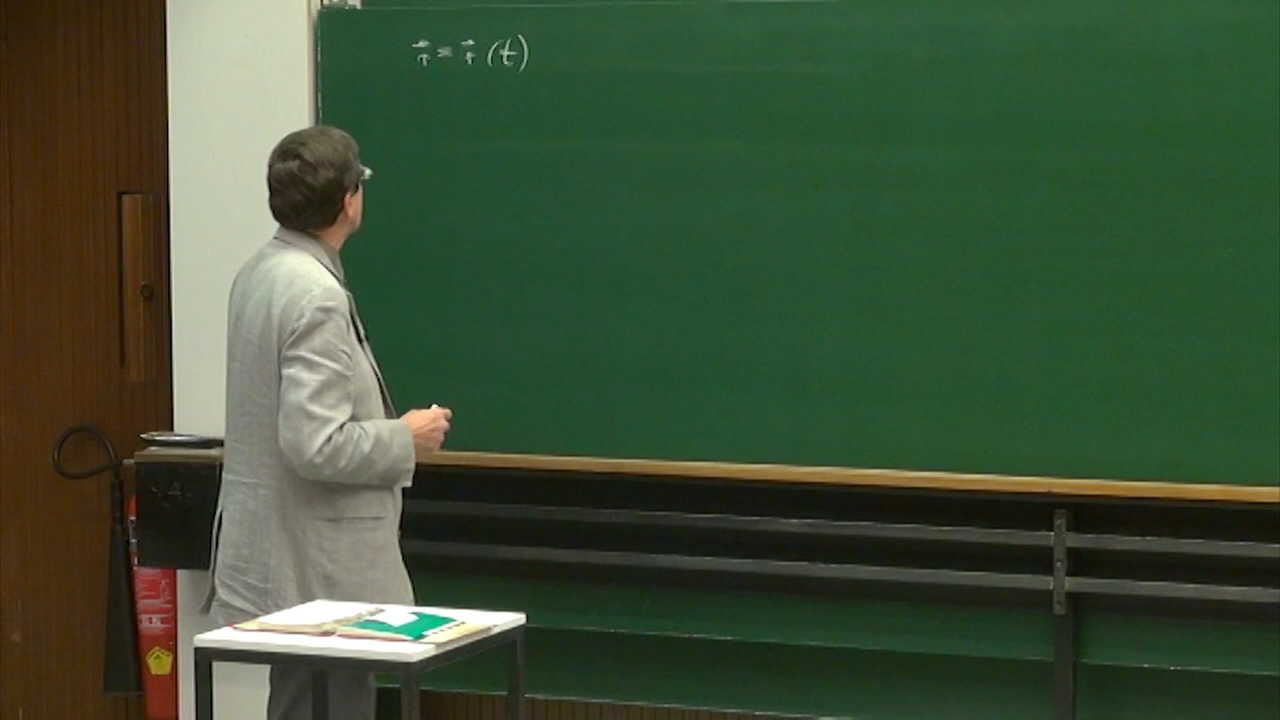 r⃗ = r⃗ (t)